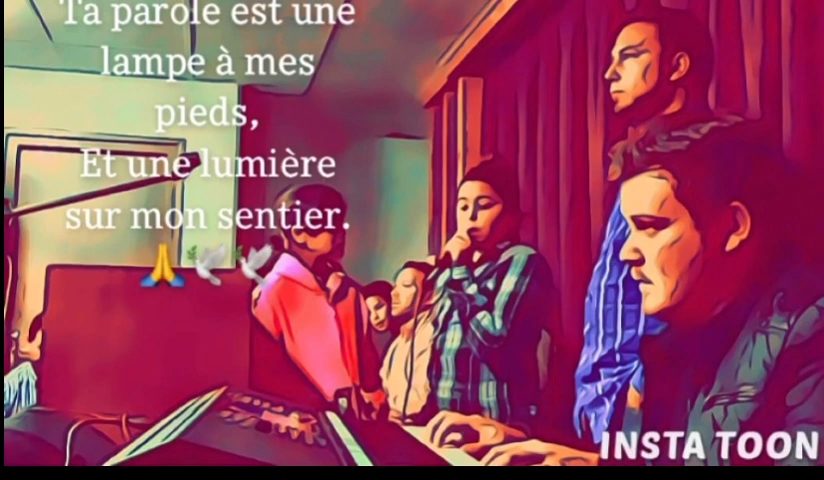 Ta parole est une
lampe à mes
pieds,
Et une lumière
sur mon sentier.
🙏🕊️🕊️
INSTA TOON